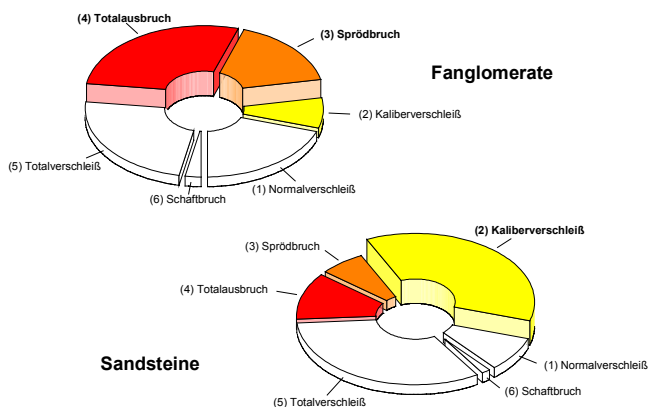 (4) Totalausbruch
(3) Sprödbruch
Fanglomerate
(2) Kaliberverschleiß
(5) Totalverschleiß
(1) Normalverschleiß
(6) Schaftbruch
(2) Kaliberverschleiß
(3) Sprödbruch
(4) Totalausbruch
Sandsteine
(1) Normalverschleiß
(6) Schaftbruch
(5) Totalverschleiß